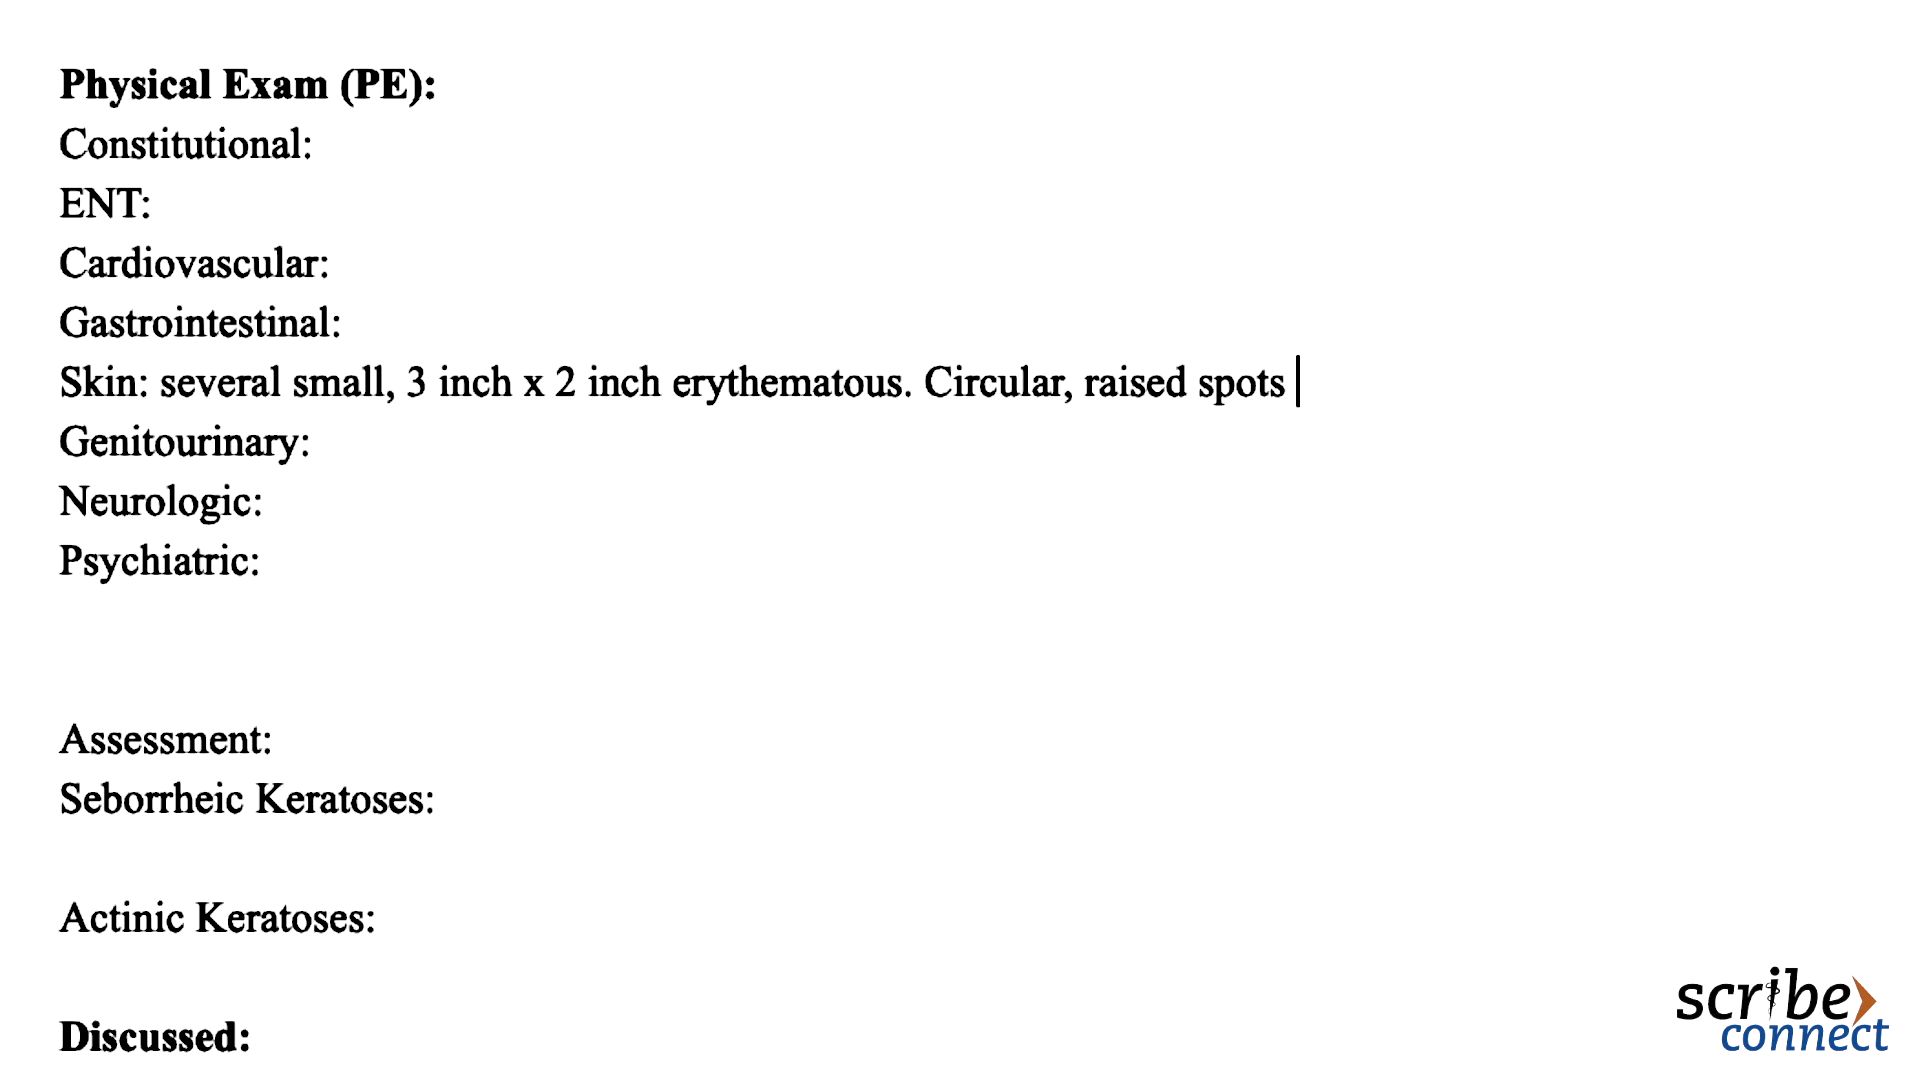 Physical Exam (PE):
Constitutional:
ENT:
Cardiovascular:
Gastrointestinal:
Skin: several small, 3 inch x 2 inch erythematous. Circular, raised spots
Genitourinary:
Neurologic:
Psychiatric:
Assessment:
Seborrheic Keratoses:
Actinic Keratoses:
Discussed:
scribe
connect